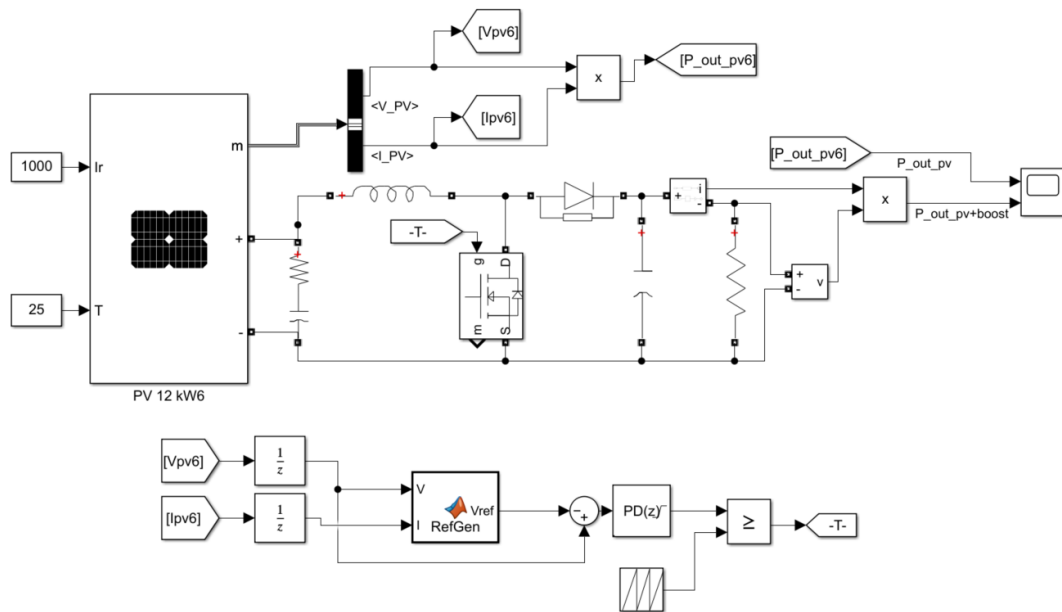 [Vpv6]
[P_out_pv6]
x
<V_PV>
[Ipv6]
<I_PV>
m
1000
Ir
[P_out_pv6]
P_out_pv
+
i
-
x
P_out_pv+boost
-T-
+
g
D
+
-
v
25
T
-
m
S
PV 12 kW6
[Vpv6]
1
z
V
Vref
RefGen
[Ipv6]
1
z
I
-
+
PD(z)
≥
-T-